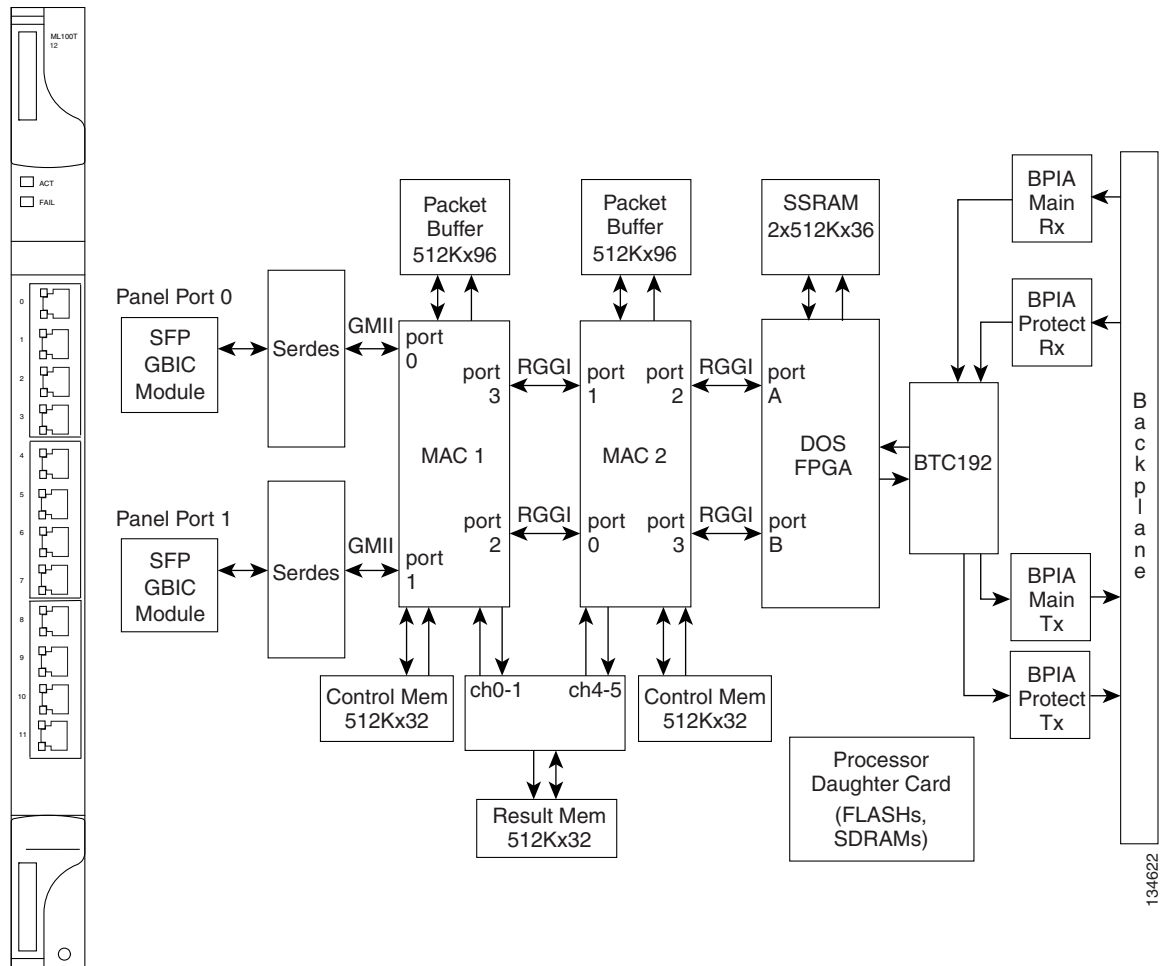 ML100T
12
ACT
FAIL
0
1
2
3
4
5
6
7
8
9
10
11
Panel Port 0
SFP
GBIC
Module
Serdes
GMII
Panel Port 1
SFP
GBIC
Module
Serdes
GMII
Packet
Buffer
512Kx96
port
0
port
3
MAC 1
port
2
port
1
RGGI
RGGI
Control Mem
512Kx32
Packet
Buffer
512Kx96
port
1
port
2
MAC 2
port
0
port
3
RGGI
RGGI
ch0-1
ch4-5
Control Mem
512Kx32
Result Mem
512Kx32
SSRAM
2x512Kx36
port
A
DOS
FPGA
port
B
BTC192
BPIA
Main
Rx
BPIA
Protect
Rx
BPIA
Main
Tx
BPIA
Protect
Tx
Processor
Daughter Card
(FLASHs,
SDRAMs)
Backplane
134622